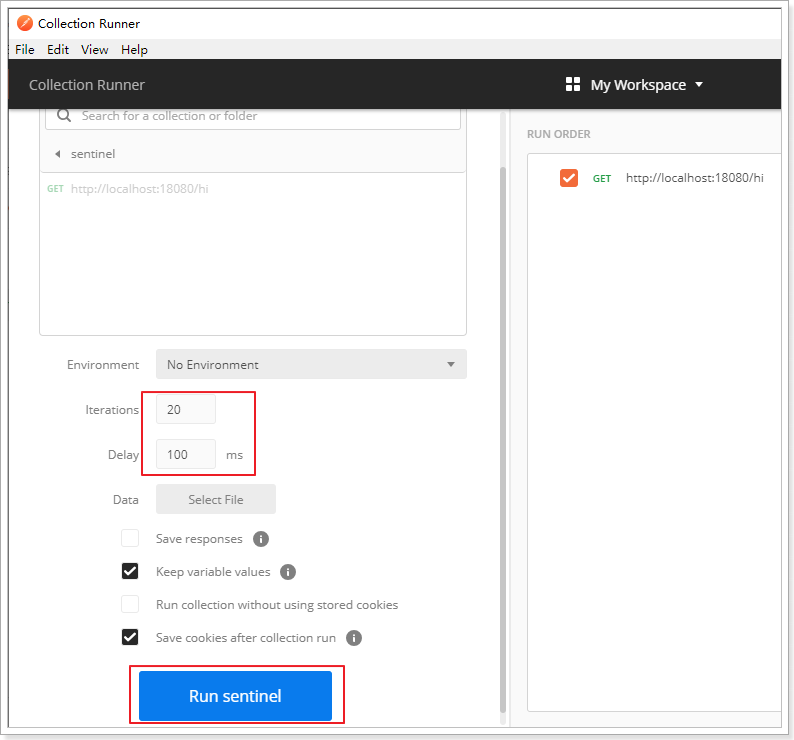 Collection Runner
File Edit View Help
Collection Runner
My Workspace
Search for a collection or folder
sentinel
GET http://localhost:18080/hi
Environment No Environment
Iterations 20
Delay 100 ms
Data Select File
Save responses
Keep variable values
Run collection without using stored cookies
Save cookies after collection run
Run sentinel
RUN ORDER
GET http://localhost:18080/hi